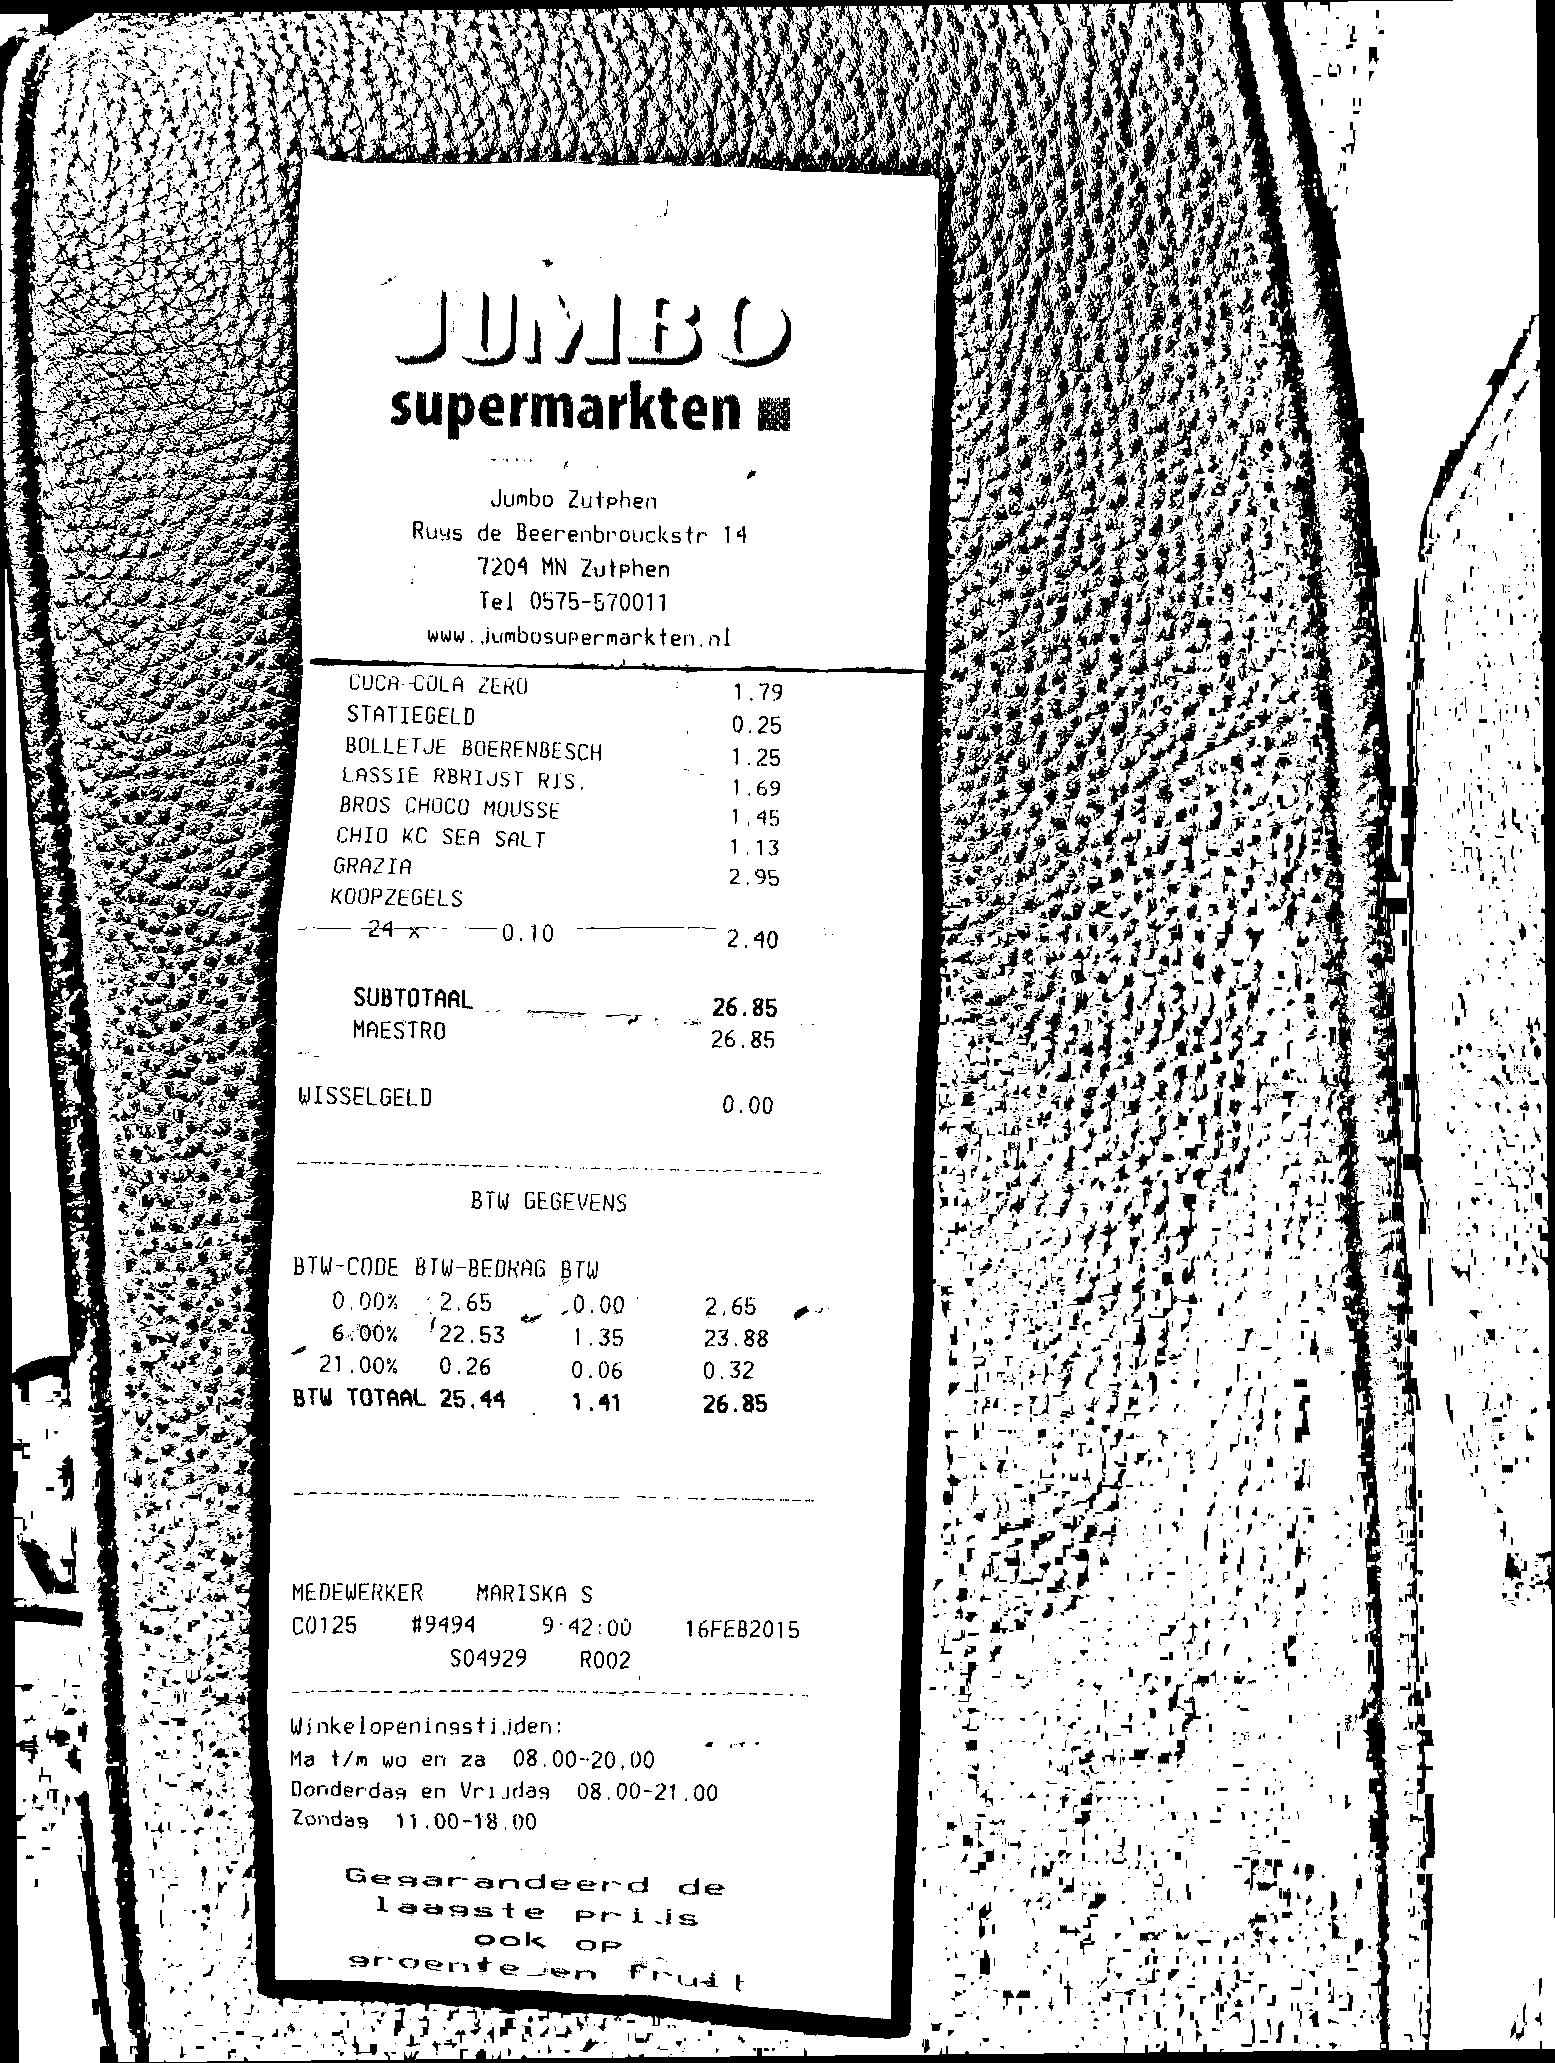 JUMBO
supermarkten
Jumbo Zutphen
Ruys de Beerenbrouckstr 14
7204 MN Zutphen
Tel 0575-570011
www.jumbosupermarkten.nl
COCA-COLA ZERO 1.79
STATIEGELD 0.25
BOLLETJE BOERENBESCH 1.25
LASSIE RBRIJST RIS. 1.69
BROS CHOCO MOUSSE 1.45
CHIO KC SEA SALT 1.13
GRAZIA 2.95
KOOPZEGELS
24 x 0.10 2.40
SUBTOTAAL 26.85
MAESTRO 26.85
WISSELGELD 0.00
BTW GEGEVENS
BTW-CODE BTW-BEDRAG BTW
0.00% 2.65 0.00 2.65
6.00% 22.53 1.35 23.88
21.00% 0.26 0.06 0.32
BTW TOTAAL 25.44 1.41 26.85
MEDEWERKER MARISKA S
C0125 #9494 9:42:00 16FEB2015
S04929 R002
Winkelopeningstijden:
Ma t/m wo en za 08.00-20.00
Donderdag en Vrijdag 08.00-21.00
Zondag 11.00-18.00
Gegarandeerd de
laagste prijs
ook op
groente en fruit